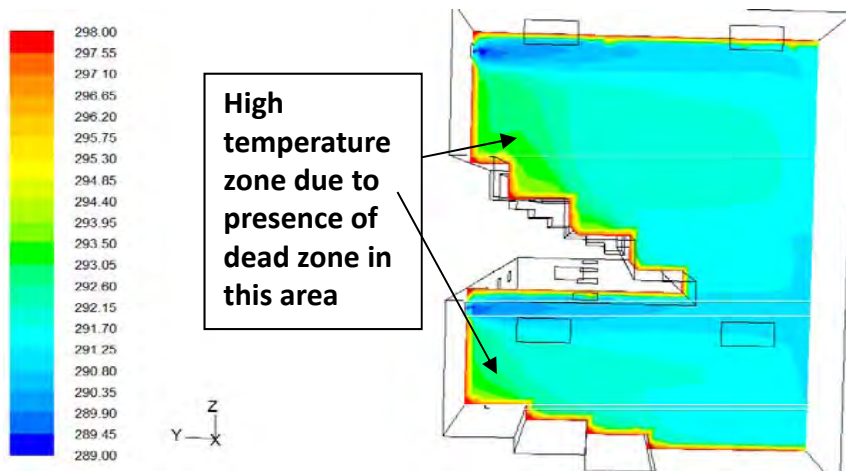 298.00
297.55
297.10
296.65
296.20
295.75
295.30
294.85
294.40
293.95
293.50
293.05
292.60
292.15
291.70
291.25
290.80
290.35
289.90
289.45
289.00
High
temperature
zone due to
presence of
dead zone in
this area
Z
Y X